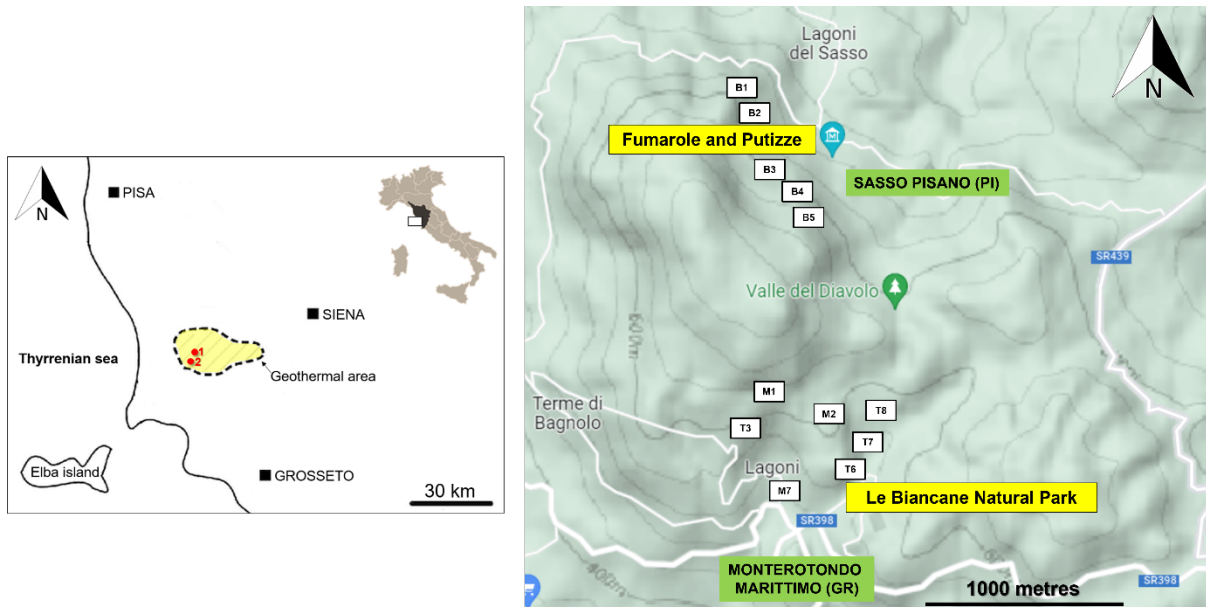 N
PISA
SIENA
Thyrrenian sea
1
2
Geothermal area
Elba island
GROSSETO
30 km
Lagoni
del Sasso
N
B1
B2
Fumarole and Putizze
M
B3
SASSO PISANO (PI)
B4
B5
SR439
Valle del Diavolo
600m
M1
Terme di
Bagnolo
M2
T8
T3
T7
Lagoni
T6
M7
Le Biancane Natural Park
SR398
MONTEROTONDO
MARITTIMO (GR)
400m
1000 metres
SR398